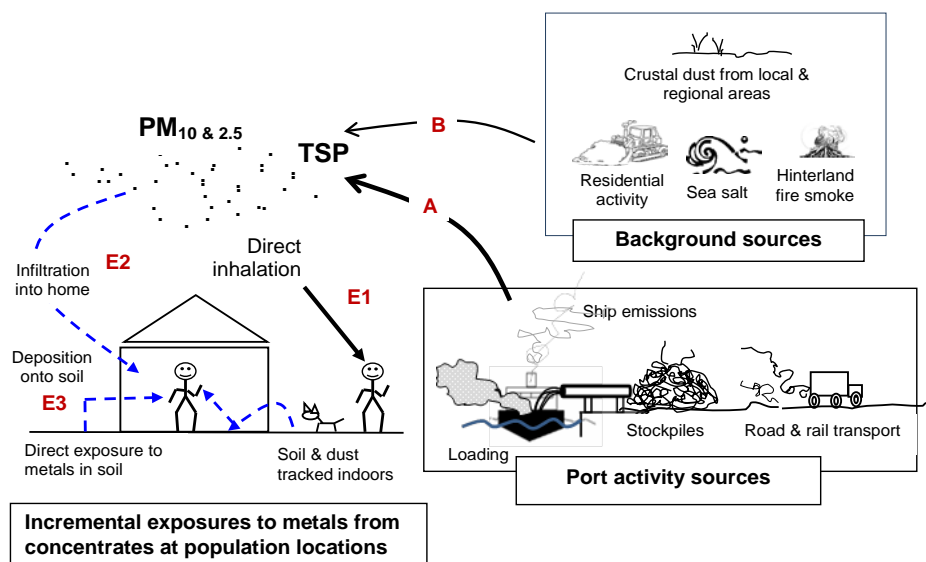 Crustal dust from local &
regional areas
Residential
activity
Sea salt
Hinterland
fire smoke
Background sources
B
PM10 & 2.5
TSP
A
Direct
inhalation
E1
E2
Infiltration
into home
Deposition
onto soil
E3
Direct exposure to
metals in soil
Soil & dust
tracked indoors
Ship emissions
Loading
Stockpiles
Road & rail transport
Port activity sources
Incremental exposures to metals from
concentrates at population locations